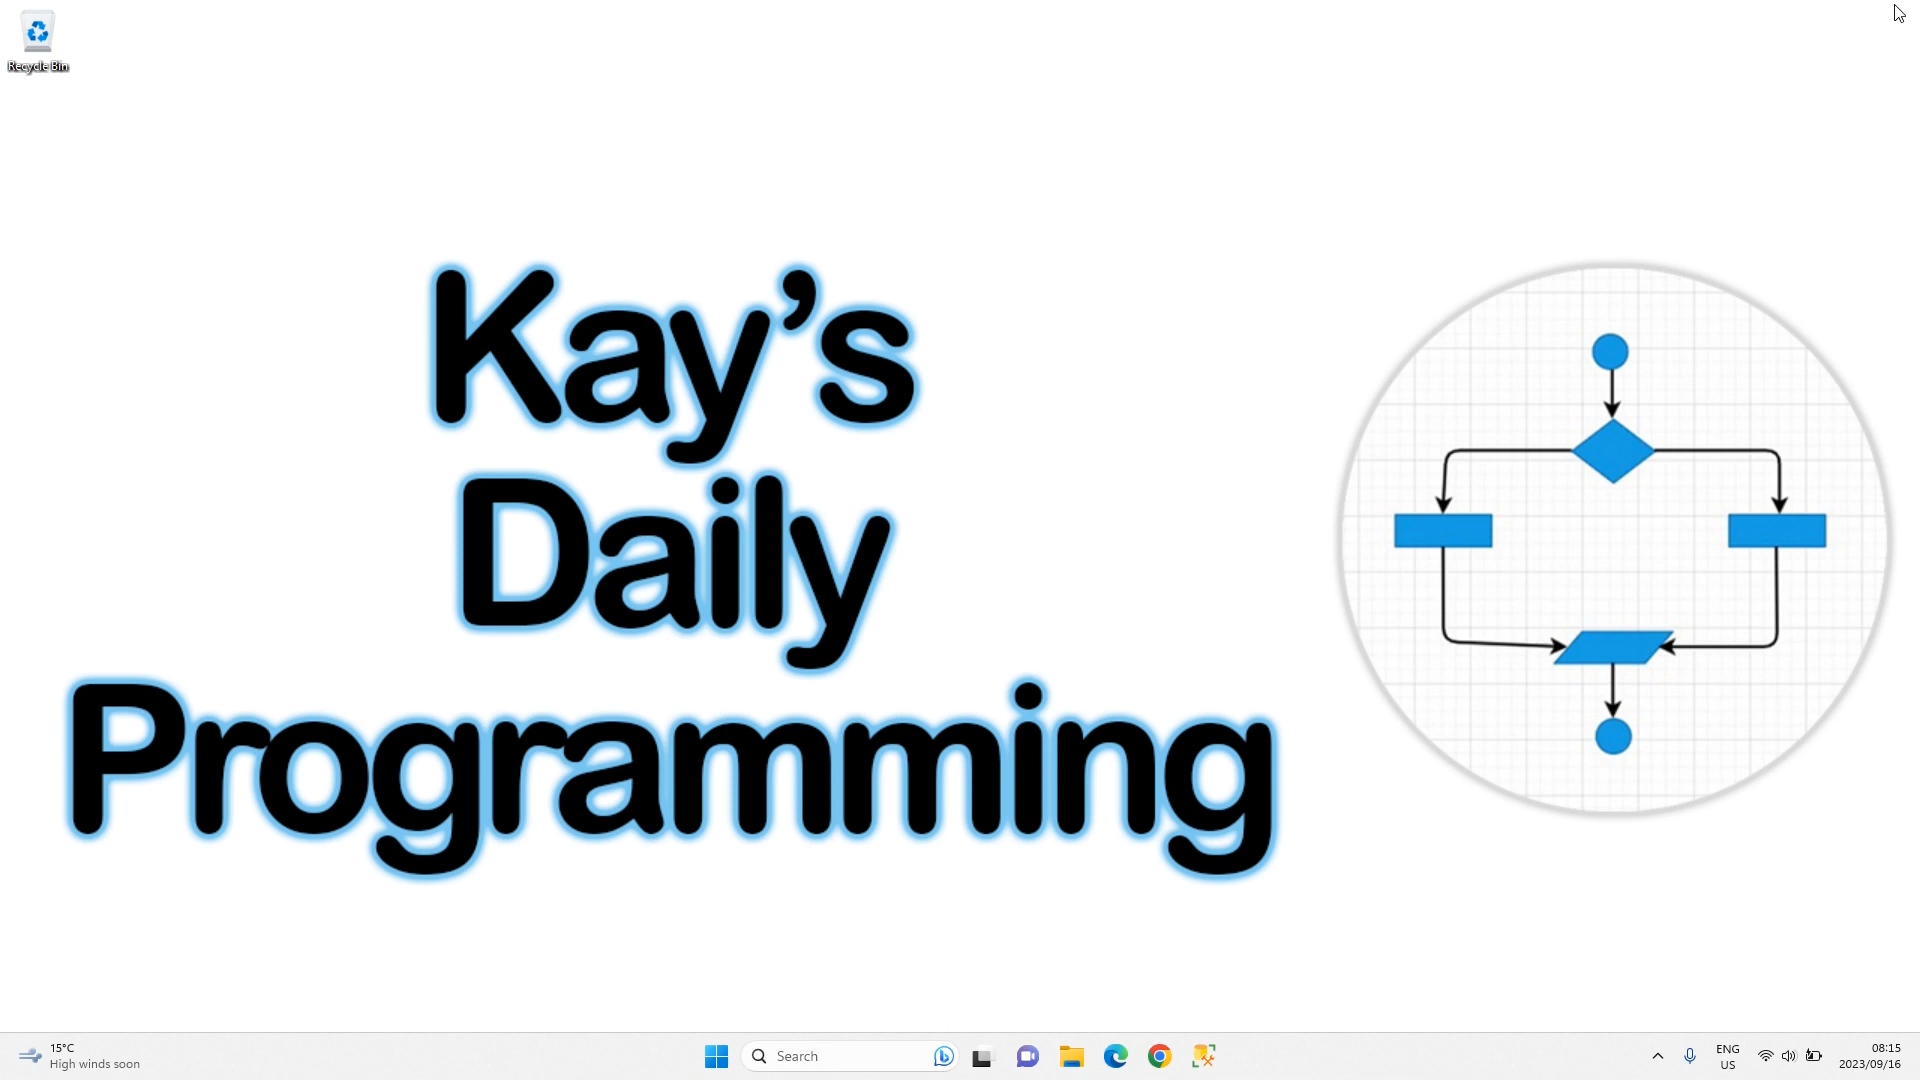 Recycle Bin
Kay’s
Daily
Programming
15°C
High winds soon
Search
ENG
US
08:15
2023/09/16